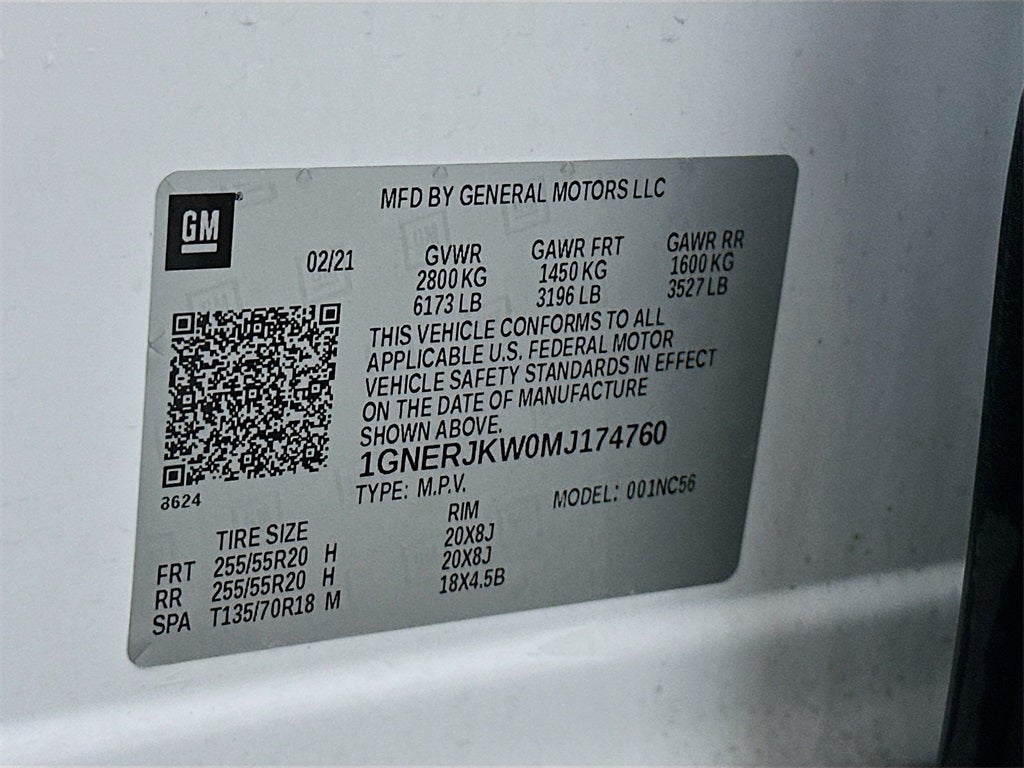 GM
MFD BY GENERAL MOTORS LLC
02/21 GVWR GAWR FRT GAWR RR
2800 KG 1450 KG 1600 KG
6173 LB 3196 LB 3527 LB
THIS VEHICLE CONFORMS TO ALL
APPLICABLE U.S. FEDERAL MOTOR
VEHICLE SAFETY STANDARDS IN EFFECT
ON THE DATE OF MANUFACTURE
SHOWN ABOVE.
1GNERJKW0MJ174760
8624
TYPE: M.P.V. MODEL: 001NC56
TIRE SIZE RIM
FRT 255/55R20 H 20X8J
RR 255/55R20 H 20X8J
SPA T135/70R18 M 18X4.5B